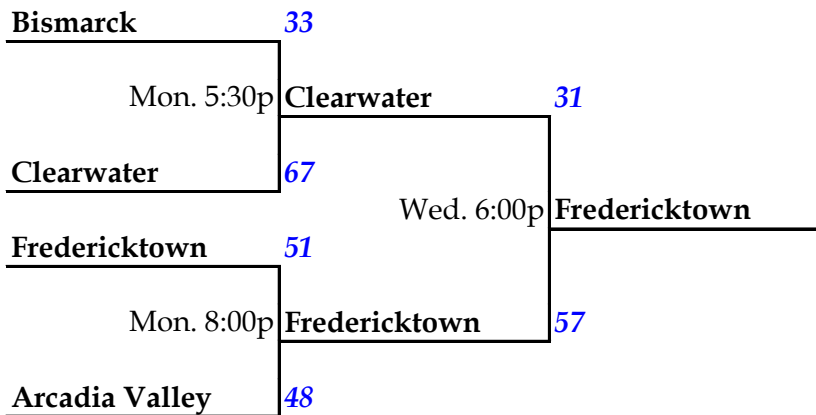 Bismarck 33
Mon. 5:30p Clearwater 31
Clearwater 67
Wed. 6:00p Fredericktown
Fredericktown 51
Mon. 8:00p Fredericktown 57
Arcadia Valley 48